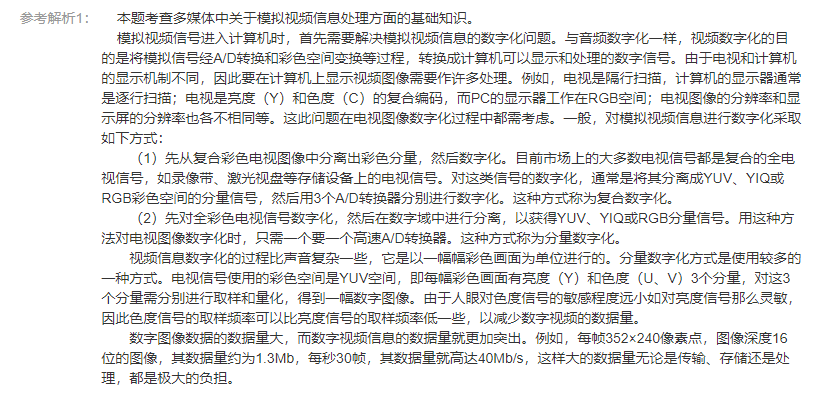 参考解析1： 本题考查多媒体中关于模拟视频信息处理方面的基础知识。
模拟视频信号进入计算机时，首先需要解决模拟视频信息的数字化问题。与音频数字化一样，视频数字化的目
的是将模拟信号经A/D转换和彩色空间变换等过程，转换成计算机可以显示和处理的数字信号。由于电视和计算机
的显示机制不同，因此要在计算机上显示视频图像需要作许多处理。例如，电视是隔行扫描，计算机的显示器通常
是逐行扫描；电视是亮度（Y）和色度（C）的复合编码，而PC的显示器工作在RGB空间；电视图像的分辨率和显
示屏的分辨率也各不相同等。这此问题在电视图像数字化过程中都需考虑。一般，对模拟视频信息进行数字化采取
如下方式：
（1）先从复合彩色电视图像中分离出彩色分量，然后数字化。目前市场上的大多数电视信号都是复合的全电
视信号，如录像带、激光视盘等存储设备上的电视信号。对这类信号的数字化，通常是将其分离成YUV、YIQ或
RGB彩色空间的分量信号，然后用3个A/D转换器分别进行数字化。这种方式称为复合数字化。
（2）先对全彩色电视信号数字化，然后在数字域中进行分离，以获得YUV、YIQ或RGB分量信号。用这种方
法对电视图像数字化时，只需一个要一个高速A/D转换器。这种方式称为分量数字化。
视频信息数字化的过程比声音复杂一些，它是以一幅幅彩色画面为单位进行的。分量数字化方式是使用较多的
一种方式。电视信号使用的彩色空间是YUV空间，即每幅彩色画面有亮度（Y）和色度（U、V）3个分量，对这3
个分量需分别进行取样和量化，得到一幅数字图像。由于人眼对色度信号的敏感程度远小如对亮度信号那么灵敏，
因此色度信号的取样频率可以比亮度信号的取样频率低一些，以减少数字视频的数据量。
数字图像数据的数据量大，而数字视频信息的数据量就更加突出。例如，每帧352×240像素点，图像深度16
位的图像，其数据量约为1.3Mb，每秒30帧，其数据量就高达40Mb/s，这样大的数据量无论是传输、存储还是处
理，都是极大的负担。